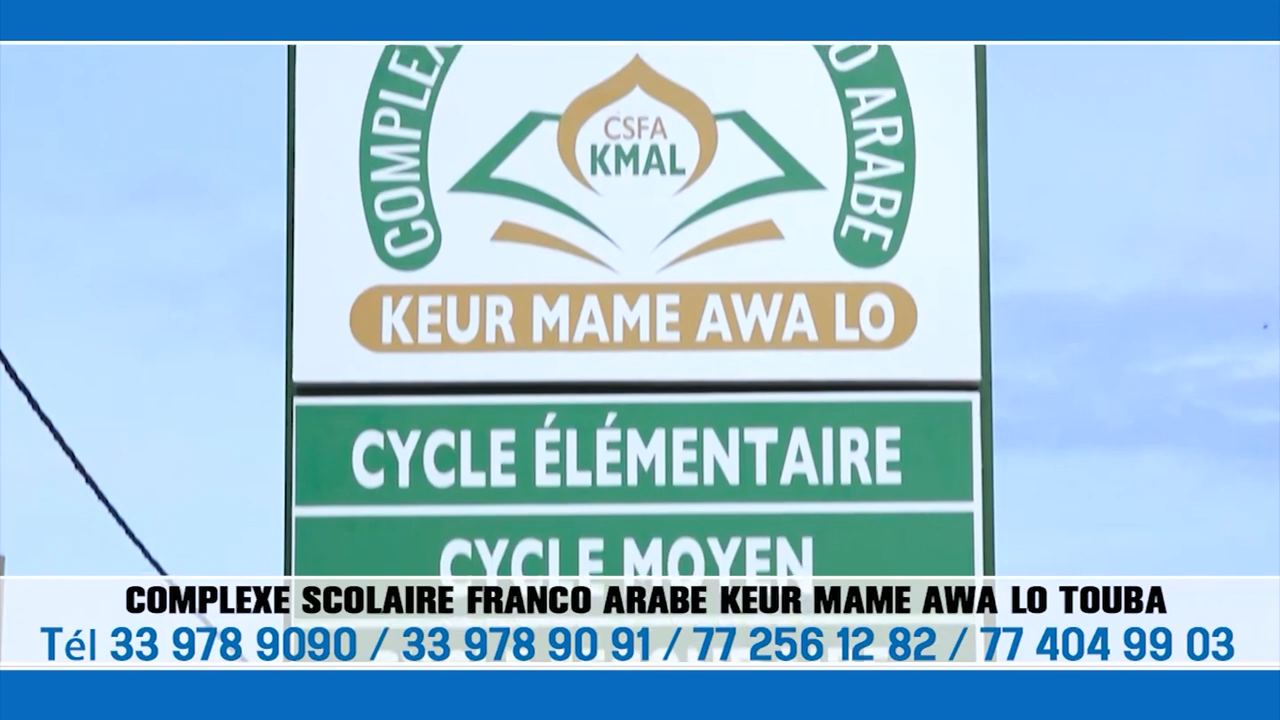 COMPLEX
O ARABE
CSFA
KMAL
KEUR MAME AWA LO
CYCLE ÉLÉMENTAIRE
CYCLE MOYEN
COMPLEXE SCOLAIRE FRANCO ARABE KEUR MAME AWA LO TOUBA
Tél 33 978 9090 / 33 978 90 91 / 77 256 12 82 / 77 404 99 03